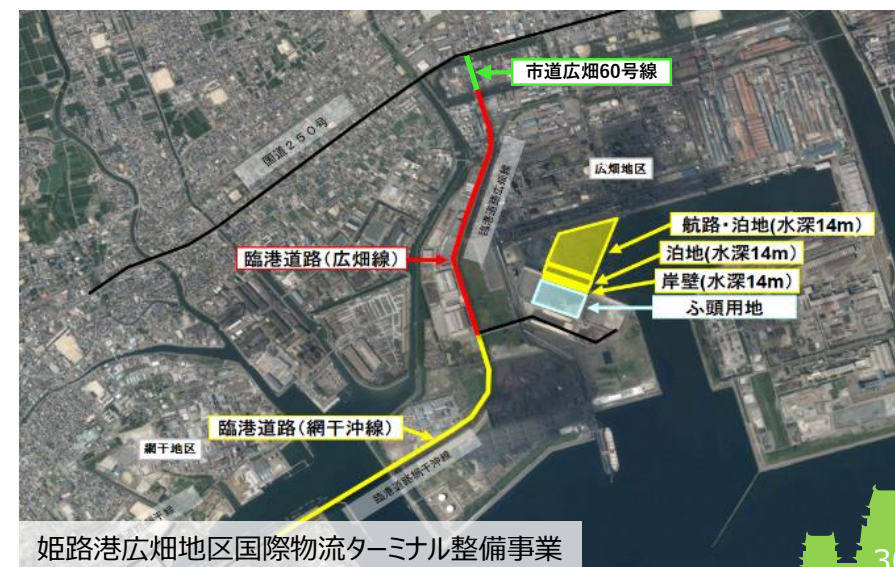 市道広畑60号線
国道250号
臨港道路広畑線
広畑地区
航路・泊地(水深14m)
泊地(水深14m)
岸壁(水深14m)
ふ頭用地
臨港道路(広畑線)
臨港道路(網干沖線)
網干地区
臨港道路網干沖線
姫路港広畑地区国際物流ターミナル整備事業
3